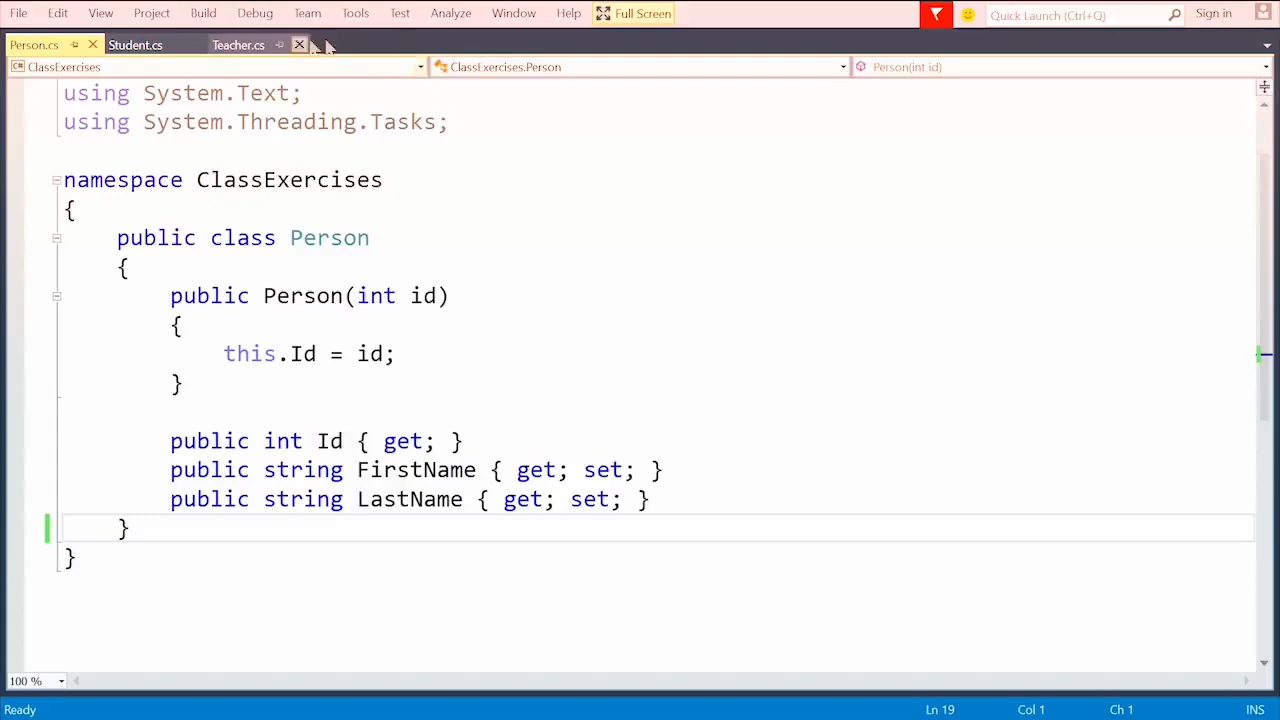 File Edit View Project Build Debug Team Tools Test Analyze Window Help Full Screen Quick Launch (Ctrl+Q) Sign in
Person.cs Student.cs Teacher.cs
C# ClassExercises ClassExercises.Person Person(int id)
using System.Text;
using System.Threading.Tasks;
namespace ClassExercises
{
public class Person
{
public Person(int id)
{
this.Id = id;
}
public int Id { get; }
public string FirstName { get; set; }
public string LastName { get; set; }
}
}
100 %
Ready Ln 19 Col 1 Ch 1 INS